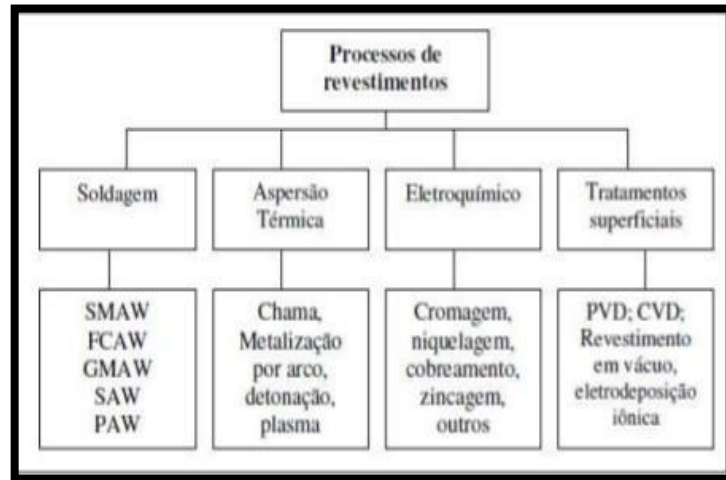 Processos de
revestimentos
Soldagem
Aspersão
Térmica
Eletroquímico
Tratamentos
superficiais
SMAW
FCAW
GMAW
SAW
PAW
Chama,
Metalização
por arco,
detonação,
plasma
Cromagem,
niquelagem,
cobreamento,
zincagem,
outros
PVD; CVD;
Revestimento
em vácuo,
eletrodeposição
iônica